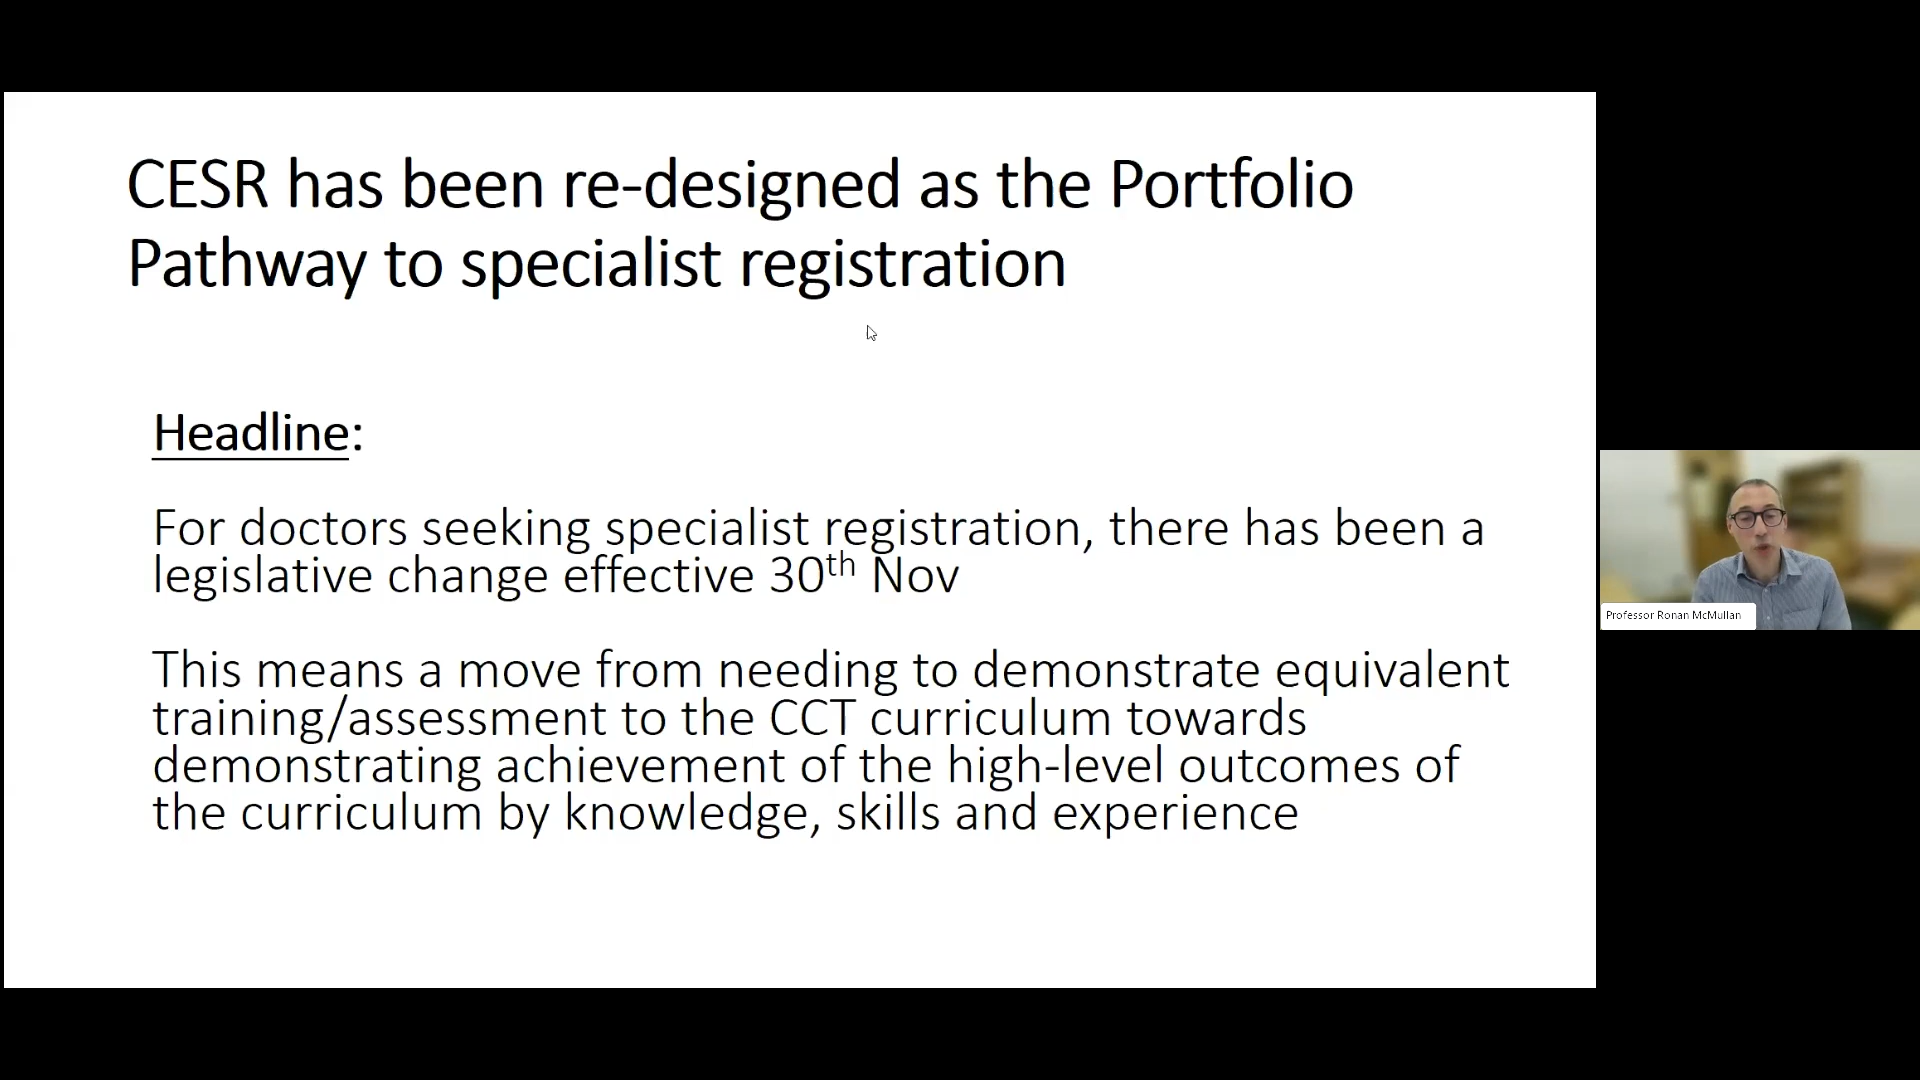 CESR has been re-designed as the Portfolio
Pathway to specialist registration
Headline:
For doctors seeking specialist registration, there has been a
legislative change effective 30th Nov
This means a move from needing to demonstrate equivalent
training/assessment to the CCT curriculum towards
demonstrating achievement of the high-level outcomes of
the curriculum by knowledge, skills and experience
Professor Ronan McMullan